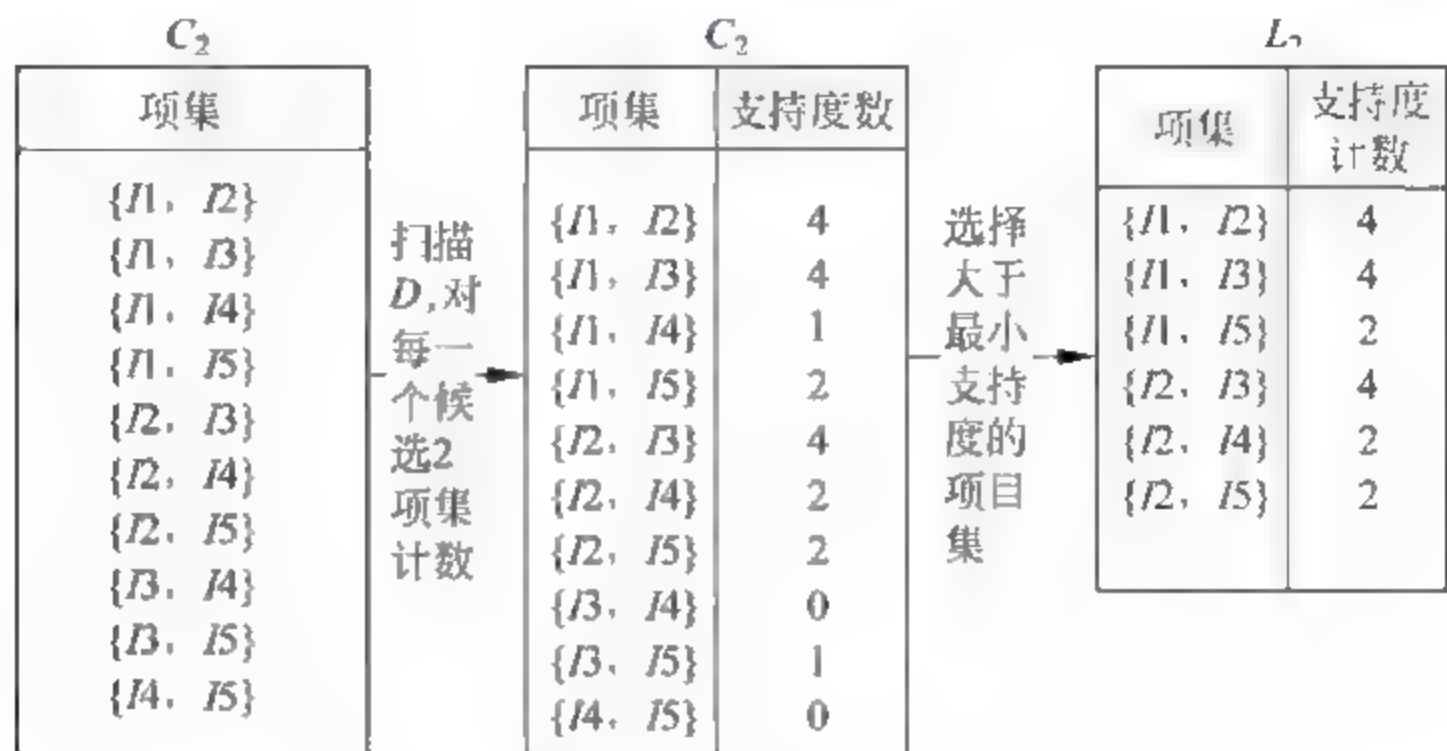 C₂
项集
{I1, I2}
{I1, I3}
{I1, I4}
{I1, I5}
{I2, I3}
{I2, I4}
{I2, I5}
{I3, I4}
{I3, I5}
{I4, I5}
扫描
D,对
每一
个候
选2
项集
计数
C₂
项集 支持度数
{I1, I2} 4
{I1, I3} 4
{I1, I4} 1
{I1, I5} 2
{I2, I3} 4
{I2, I4} 2
{I2, I5} 2
{I3, I4} 0
{I3, I5} 1
{I4, I5} 0
选择
大于
最小
支持
度的
项目
集
L₂
项集 支持度
计数
{I1, I2} 4
{I1, I3} 4
{I1, I5} 2
{I2, I3} 4
{I2, I4} 2
{I2, I5} 2